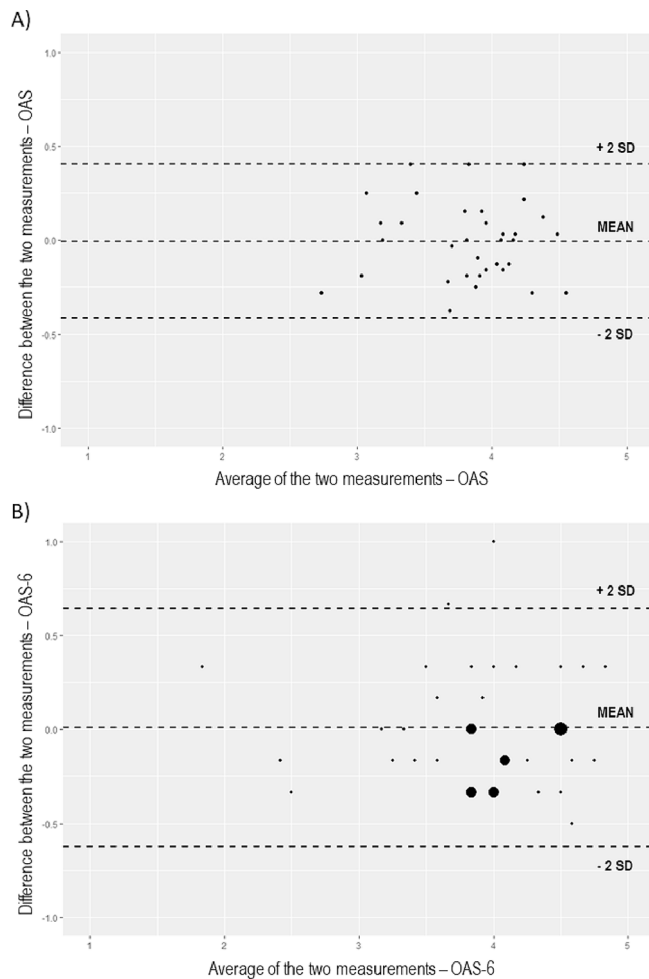 A)
Difference between the two measurements – OAS
1.0
0.5
0.0
-0.5
-1.0
+ 2 SD
MEAN
- 2 SD
1 2 3 4 5
Average of the two measurements – OAS
B)
Difference between the two measurements – OAS-6
1.0
0.5
0.0
-0.5
-1.0
+ 2 SD
MEAN
- 2 SD
1 2 3 4 5
Average of the two measurements – OAS-6